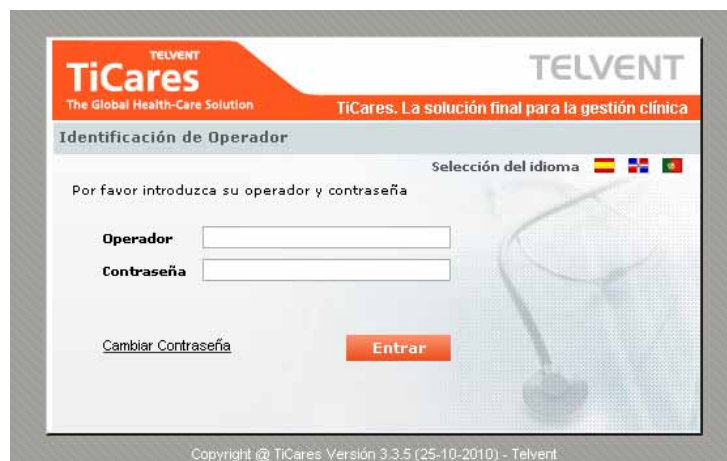 TELVENT
TiCares
The Global Health-Care Solution
TELVENT
TiCares. La solución final para la gestión clínica
Identificación de Operador
Selección del idioma
Por favor introduzca su operador y contraseña
Operador
Contraseña
Cambiar Contraseña
Entrar
Copyright @ TiCares Versión 3.3.5 (25-10-2010) - Telvent